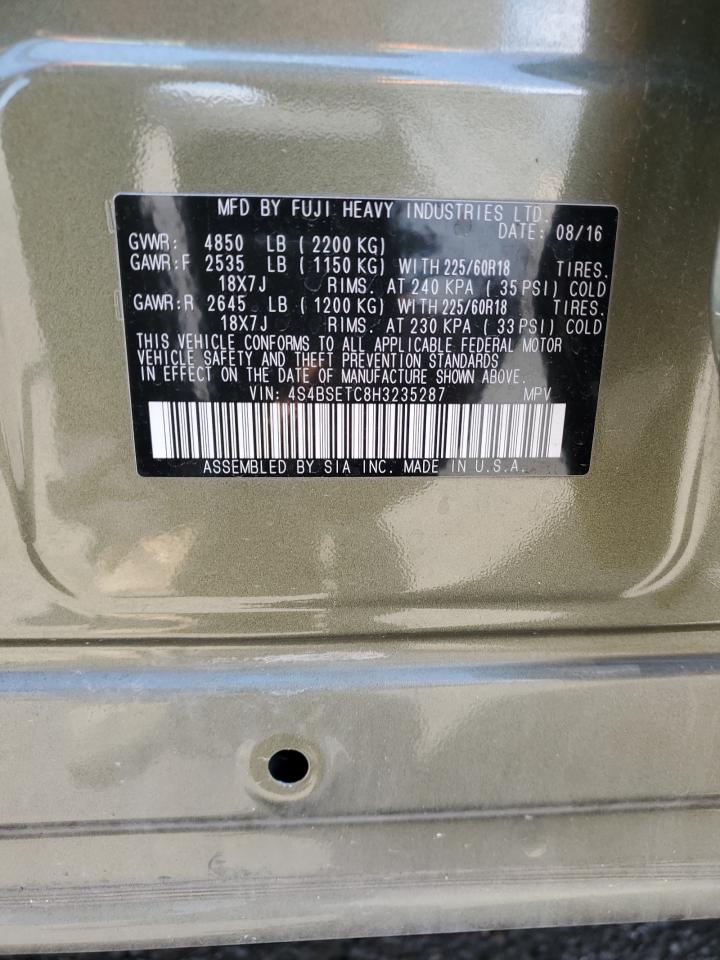 MFD BY FUJI HEAVY INDUSTRIES LTD.
DATE: 08/16
GVWR: 4850 LB ( 2200 KG)
GAWR:F 2535 LB ( 1150 KG) WITH 225/60R18 TIRES.
18X7J RIMS. AT 240 KPA ( 35 PSI) COLD
GAWR:R 2645 LB ( 1200 KG) WITH 225/60R18 TIRES.
18X7J RIMS. AT 230 KPA ( 33 PSI) COLD
THIS VEHICLE CONFORMS TO ALL APPLICABLE FEDERAL MOTOR
VEHICLE SAFETY AND THEFT PREVENTION STANDARDS
IN EFFECT ON THE DATE OF MANUFACTURE SHOWN ABOVE.
VIN: 4S4BSETC8H3235287 MPV
ASSEMBLED BY SIA INC. MADE IN U.S.A.